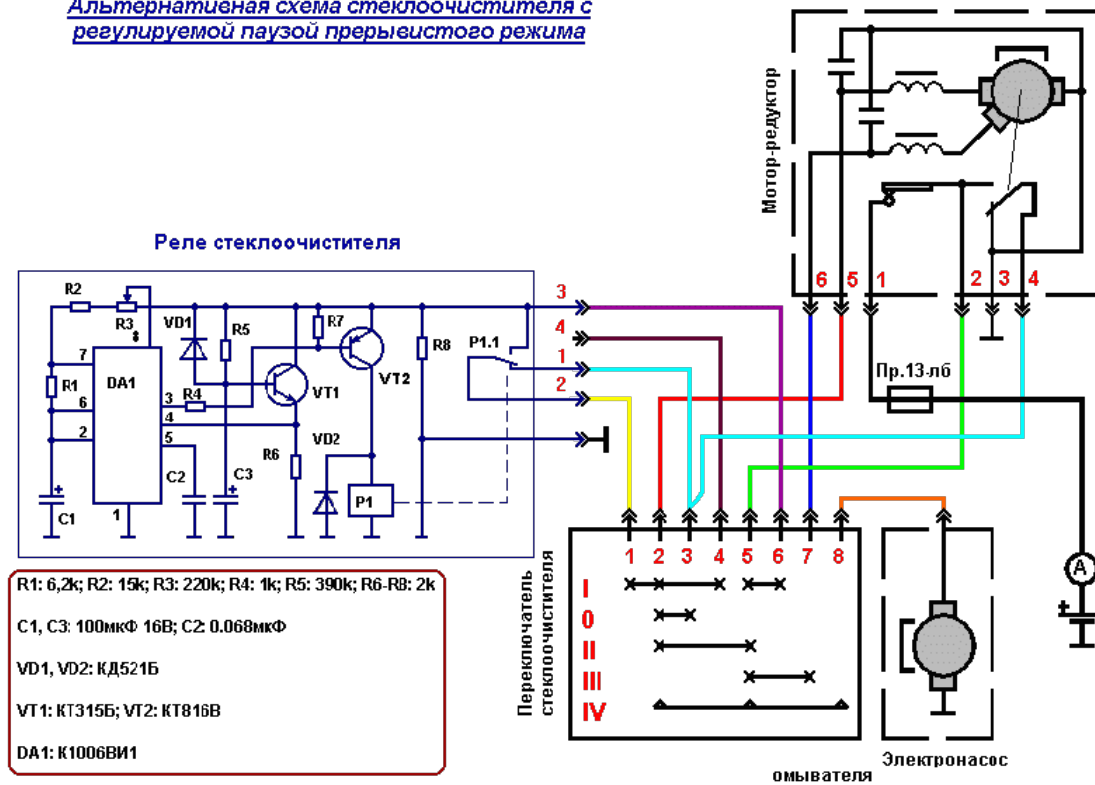 Альтернативная схема стеклоочистителя с
регулируемой паузой прерывистого режима
Мотор-редуктор
6 5 1 2 3 4
Реле стеклоочистителя
R2
R3
VD1
R5
R7
R8
P1.1
3
4
1
2
7
R1
6
2
DA1
3
R4
4
5
VT1
VT2
R6
VD2
C2
C3
P1
C1
1
Пр.13-лб
A
+
R1: 6,2k; R2: 15k; R3: 220k; R4: 1k; R5: 390k; R6-R8: 2k
C1, C3: 100мкФ 16В; C2: 0.068мкФ
VD1, VD2: КД521Б
VT1: КТ315Б; VT2: КТ816В
DA1: К1006ВИ1
Переключатель
стеклоочистителя
1 2 3 4 5 6 7 8
I
0
II
III
IV
Электронасос
омывателя